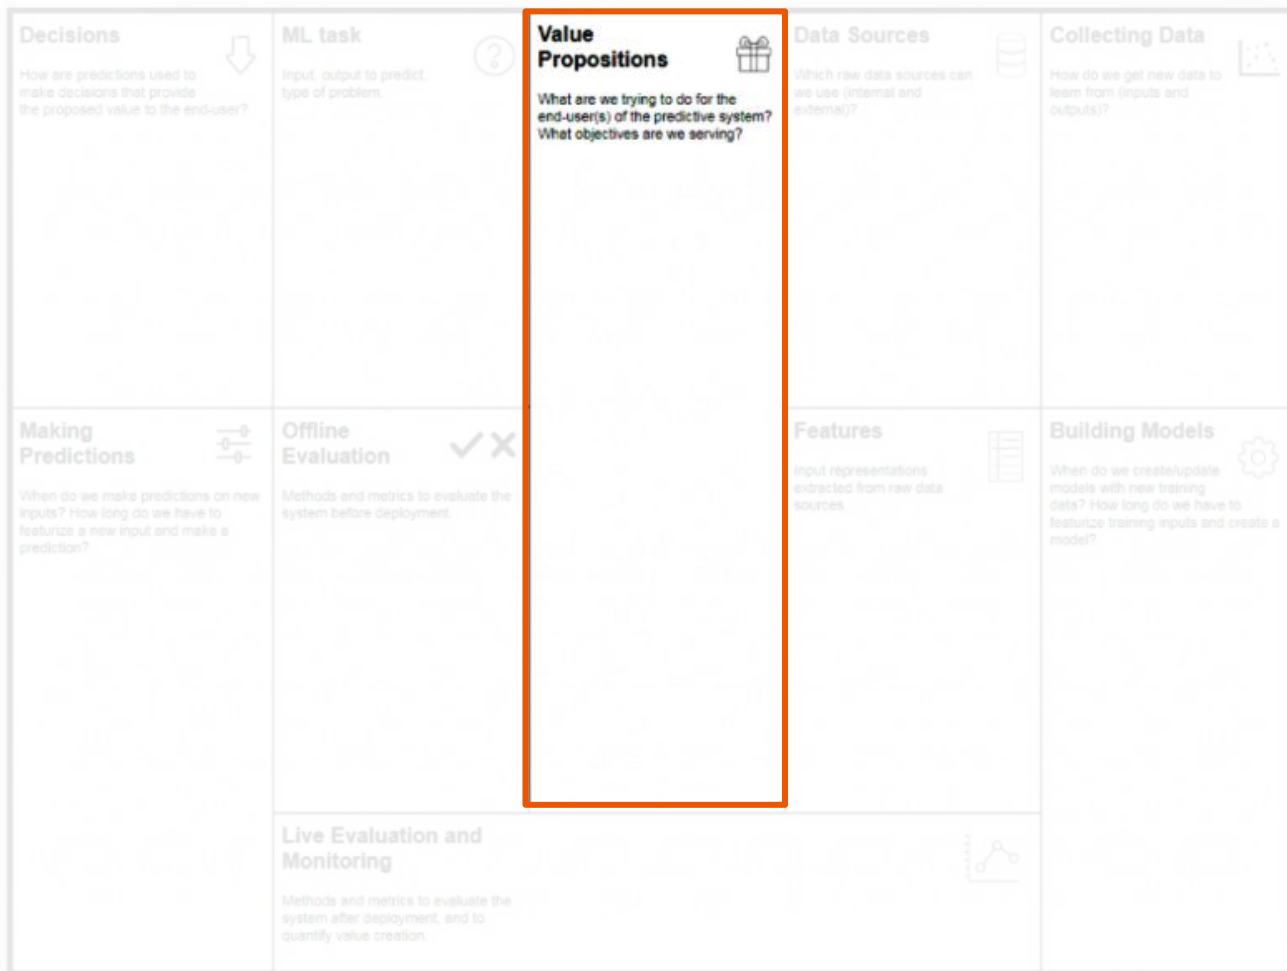 Decisions
How are predictions used to
make decisions that provide
the proposed value to the end-user?
ML task
Input, output to predict,
type of problem.
Value
Propositions
What are we trying to do for the
end-user(s) of the predictive system?
What objectives are we serving?
Data Sources
Which raw data sources can
we use (internal and
external)?
Collecting Data
How do we get new data to
learn from (inputs and
outputs)?
Making
Predictions
When do we make predictions on new
inputs? How long do we have to
featurize a new input and make a
prediction?
Offline
Evaluation
Methods and metrics to evaluate the
system before deployment.
Features
Input representations
extracted from raw data
sources
Building Models
When do we create/update
models with new training
data? How long do we have to
featurize training inputs and create a
model?
Live Evaluation and
Monitoring
Methods and metrics to evaluate the
system after deployment, and to
quantify value creation.